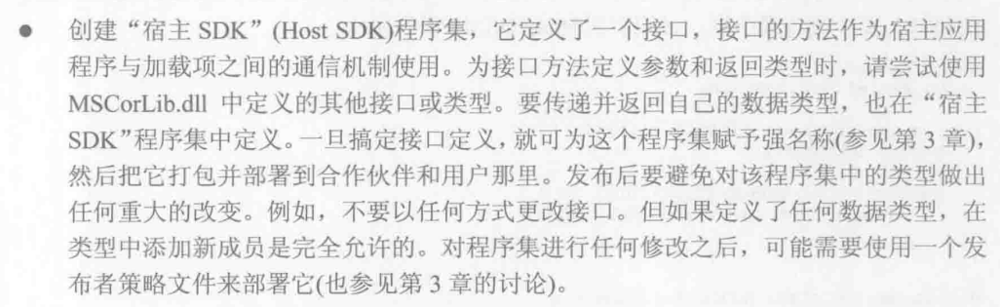 ● 创建“宿主 SDK”(Host SDK)程序集，它定义了一个接口，接口的方法作为宿主应用
程序与加载项之间的通信机制使用。为接口方法定义参数和返回类型时，请尝试使用
MSCorLib.dll 中定义的其他接口或类型。要传递并返回自己的数据类型，也在“宿主
SDK”程序集中定义。一旦搞定接口定义，就可为这个程序集赋予强名称(参见第 3 章)，
然后把它打包并部署到合作伙伴和用户那里。发布后要避免对该程序集中的类型做出
任何重大的改变。例如，不要以任何方式更改接口。但如果定义了任何数据类型，在
类型中添加新成员是完全允许的。对程序集进行任何修改之后，可能需要使用一个发
布者策略文件来部署它(也参见第 3 章的讨论)。